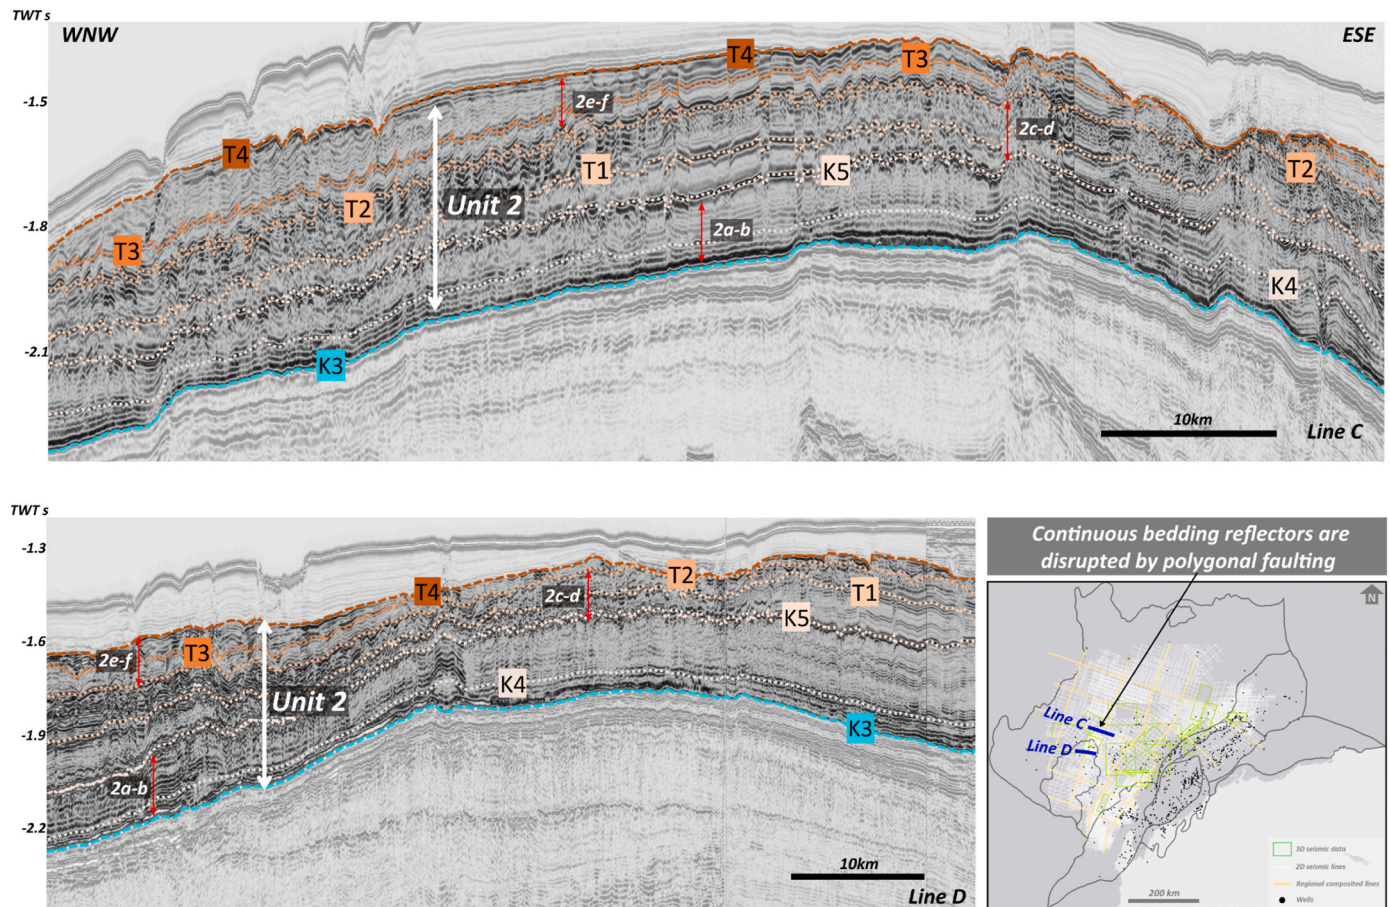 TWT s
WNW
ESE
T4
T3
-1.5
2e-f
2c-d
T4
T1
K5
T2
T2
Unit 2
-1.8
2a-b
T3
K4
-2.1
K3
10km
Line C
TWT s
-1.3
T4
2c-d
T2
T1
K5
-1.6
2e-f
T3
Unit 2
K4
K3
-1.9
2a-b
-2.2
10km
Line D
Continuous bedding reflectors are
disrupted by polygonal faulting
N
Line C
Line D
3D seismic data
2D seismic lines
Regional composited lines
Wells
200 km